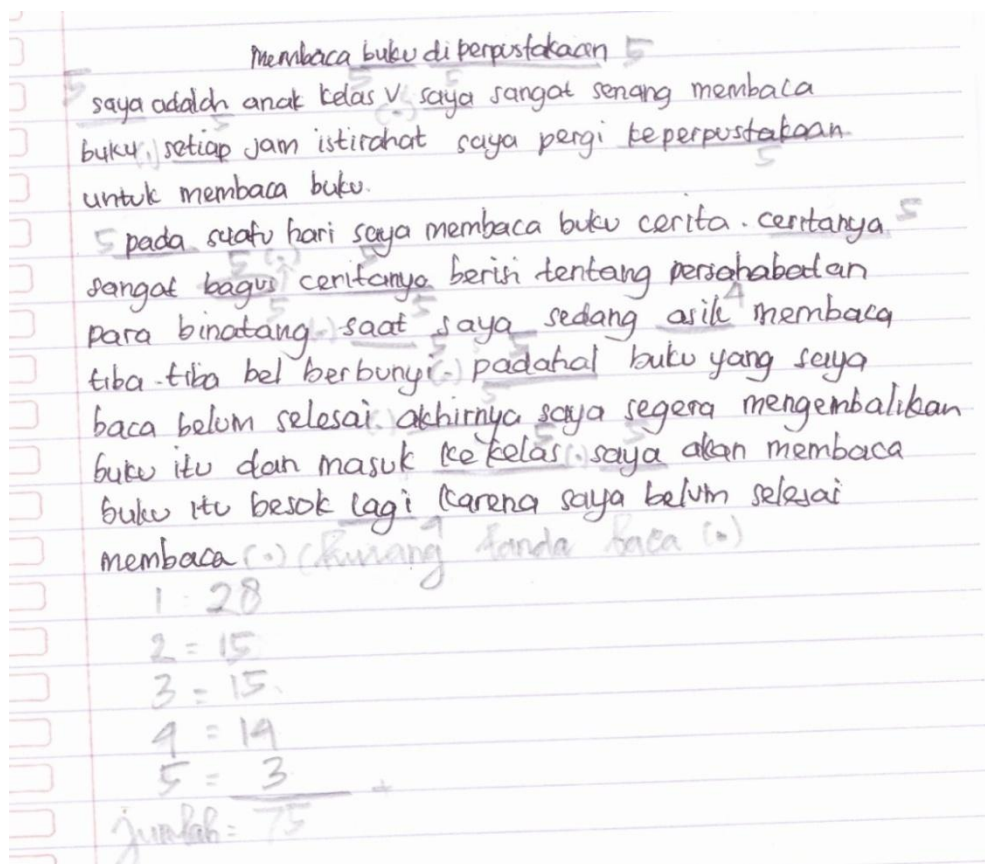 Membaca buku di perpustakaan 5
5 saya adalah anak kelas V (.) saya sangat senang membaca
buku (.) setiap jam istirahat saya pergi keperpustakaan
untuk membaca buku.
5 pada suatu hari saya membaca buku cerita. ceritanya 5
sangat bagus (.) ceritanya berisi tentang persahabatan
para binatang (.) saat saya sedang asik membaca
tiba-tiba bel berbunyi (.) padahal buku yang saya
baca belum selesai (.) akhirnya saya segera mengembalikan
buku itu dan masuk ke kelas (.) saya akan membaca
buku itu besok lagi karena saya belum selesai
membaca (.) (kurang tanda baca (.)
1 = 28
2 = 15
3 = 15
4 = 14
5 = 3 +
jumlah = 75